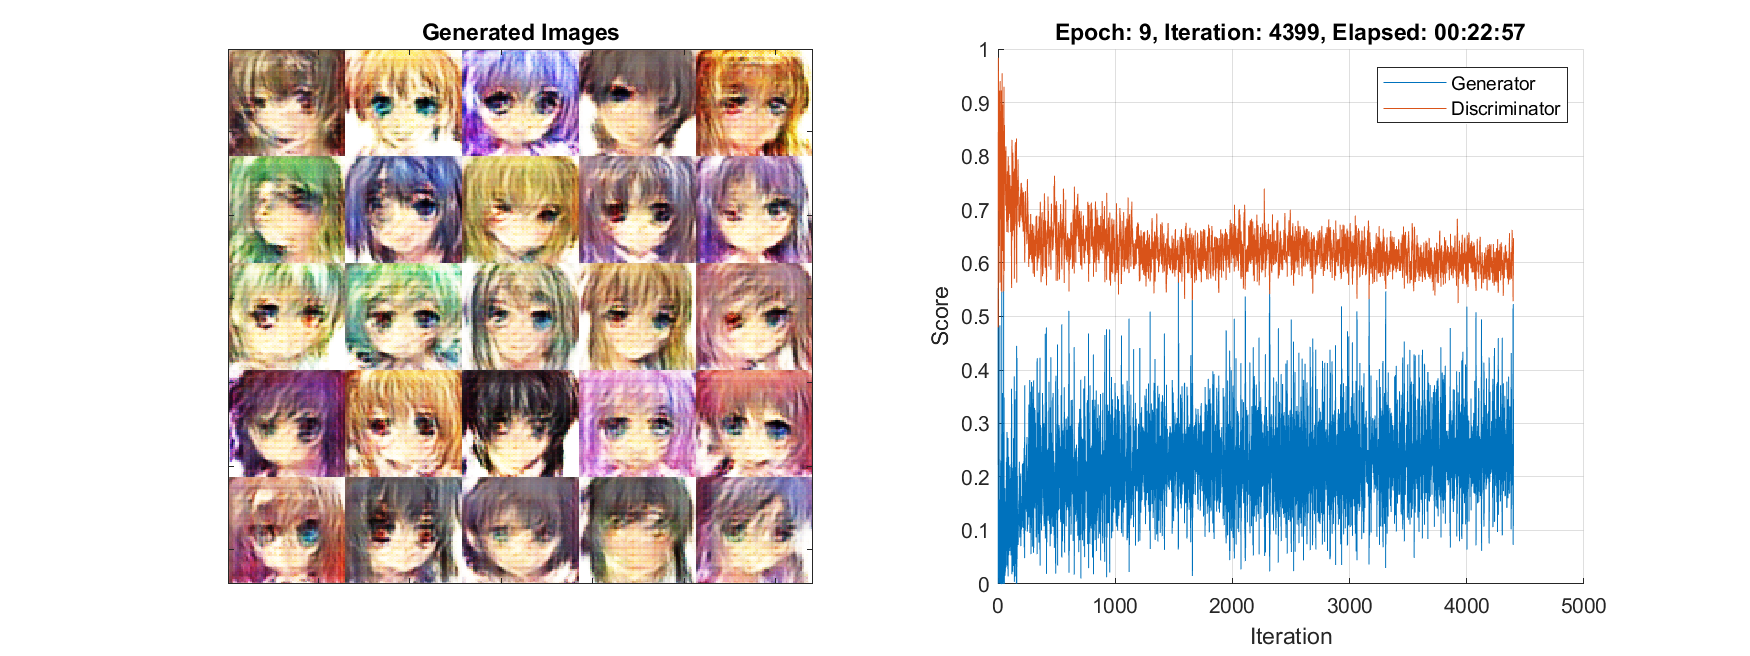 Generated Images
Epoch: 9, Iteration: 4399, Elapsed: 00:22:57
Generator
Discriminator
1
0.9
0.8
0.7
0.6
0.5
0.4
0.3
0.2
0.1
0
Score
0 1000 2000 3000 4000 5000
Iteration